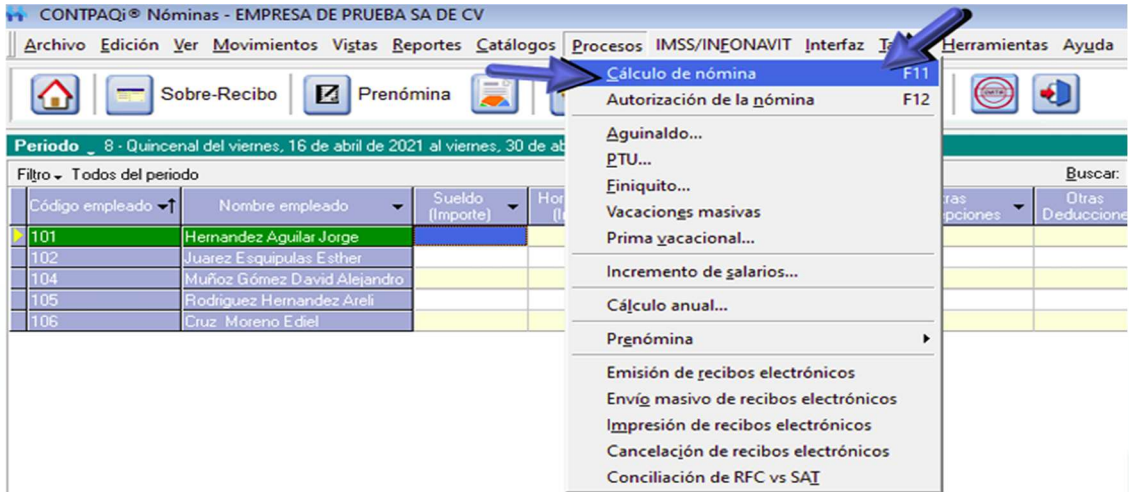 CONTPAQi® Nóminas - EMPRESA DE PRUEBA SA DE CV
Archivo Edición Ver Movimientos Vistas Reportes Catálogos Procesos IMSS/INFONAVIT Interfaz Herramientas Ayuda
Sobre-Recibo Prenómina
Cálculo de nómina F11
Autorización de la nómina F12
Aguinaldo...
PTU...
Finiquito...
Vacaciones masivas
Prima vacacional...
Incremento de salarios...
Cálculo anual...
Prenómina
Emisión de recibos electrónicos
Envío masivo de recibos electrónicos
Impresión de recibos electrónicos
Cancelación de recibos electrónicos
Conciliación de RFC vs SAT
Periodo 8 - Quincenal del viernes, 16 de abril de 2021 al viernes, 30 de
Filtro Todos del periodo Buscar:
Código empleado Nombre empleado Sueldo (Importe) Otras
101 Hernandez Aguilar Jorge
102 Juarez Esquipulas Esther
104 Muñoz Gómez David Alejandro
105 Rodriguez Hernandez Areli
106 Cruz Moreno Ediel